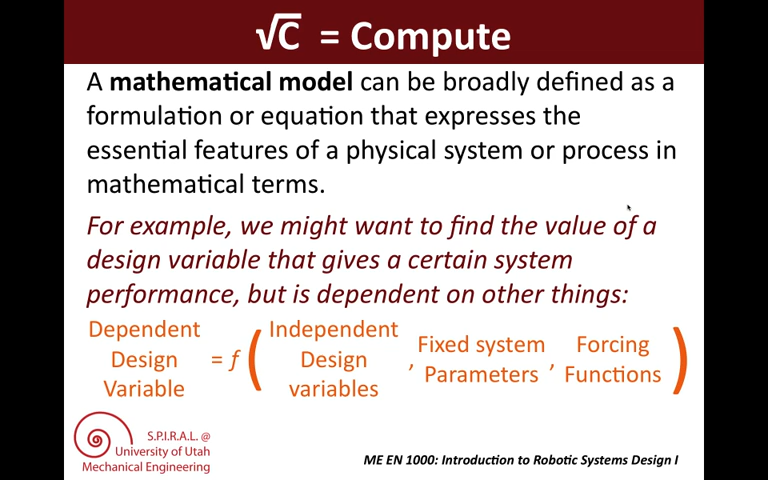 √C = Compute
A mathematical model can be broadly defined as a
formulation or equation that expresses the
essential features of a physical system or process in
mathematical terms.
For example, we might want to find the value of a
design variable that gives a certain system
performance, but is dependent on other things:
Dependent
Design
Variable
= f (
Independent
Design
variables
,
Fixed system
Parameters
,
Forcing
Functions
)
S.P.I.R.A.L. @
University of Utah
Mechanical Engineering
ME EN 1000: Introduction to Robotic Systems Design I